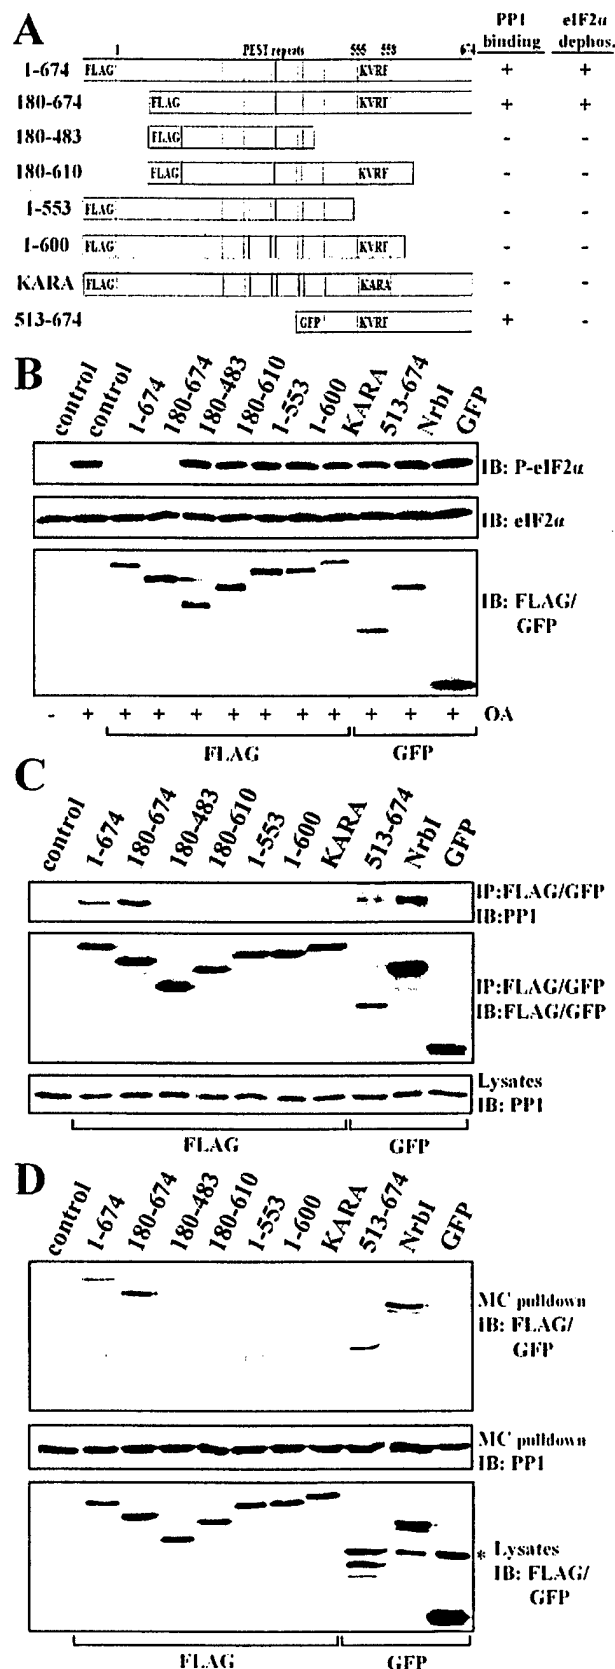 A
PP1 binding
eIF2α dephos.
1 PEST repeats 555 558 674
1-674 FLAG KVRF + +
180-674 FLAG KVRF + +
180-483 FLAG - -
180-610 FLAG KVRF - -
1-553 FLAG - -
1-600 FLAG KVRF - -
KARA FLAG KARA - -
513-674 GFP KVRF + -
B
control control 1-674 180-674 180-483 180-610 1-553 1-600 KARA 513-674 NrbI GFP
IB: P-eIF2α
IB: eIF2α
IB: FLAG/
GFP
- + + + + + + + + + + + OA
FLAG GFP
C
control 1-674 180-674 180-483 180-610 1-553 1-600 KARA 513-674 NrbI GFP
IP:FLAG/GFP
IB:PP1
IP:FLAG/GFP
IB:FLAG/GFP
Lysates
IB: PP1
FLAG GFP
D
control 1-674 180-674 180-483 180-610 1-553 1-600 KARA 513-674 NrbI GFP
MC pulldown
IB: FLAG/
GFP
MC pulldown
IB: PP1
* Lysates
IB: FLAG/
GFP
FLAG GFP